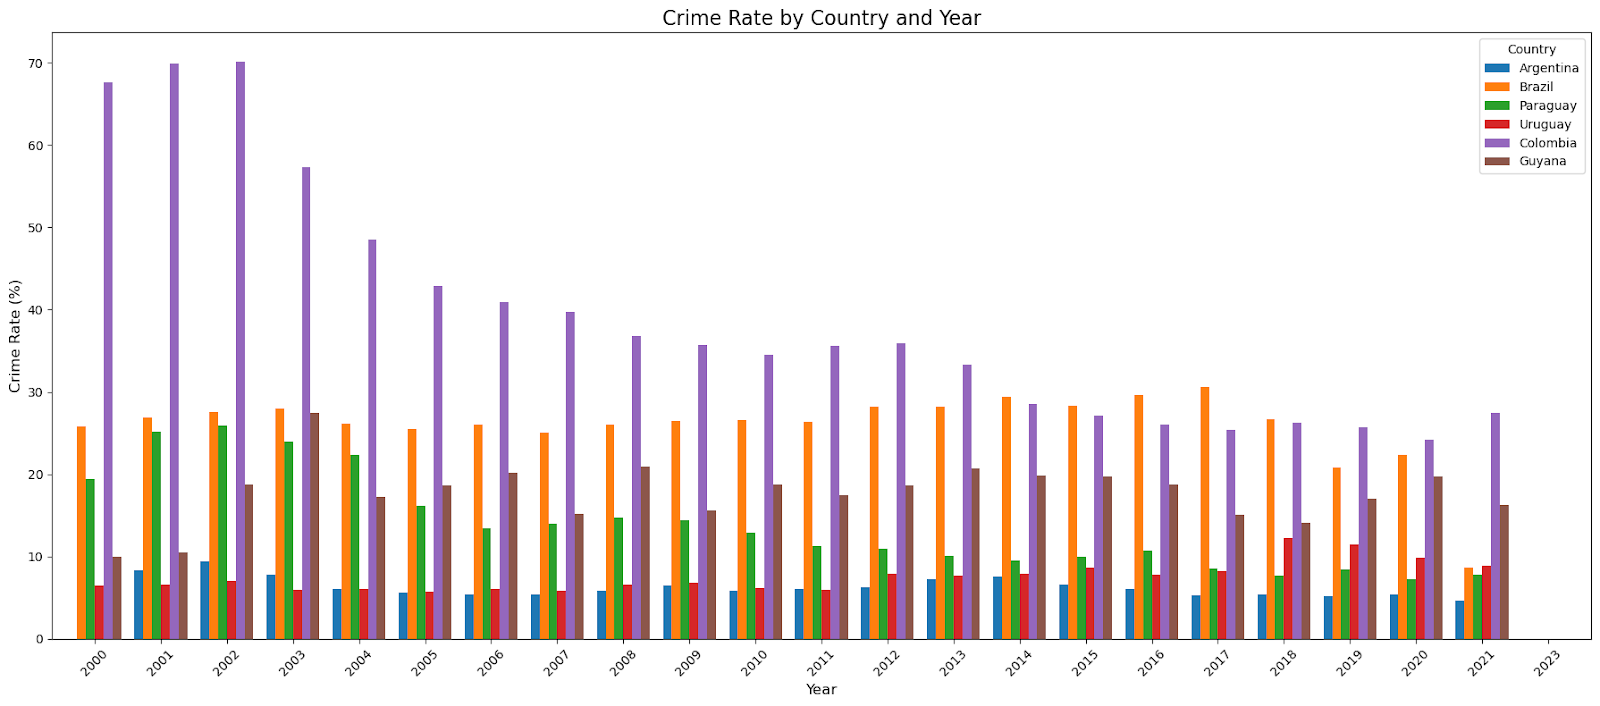 Crime Rate by Country and Year
Country
Argentina
Brazil
Paraguay
Uruguay
Colombia
Guyana
Crime Rate (%)
70
60
50
40
30
20
10
0
2000 2001 2002 2003 2004 2005 2006 2007 2008 2009 2010 2011 2012 2013 2014 2015 2016 2017 2018 2019 2020 2021 2023
Year